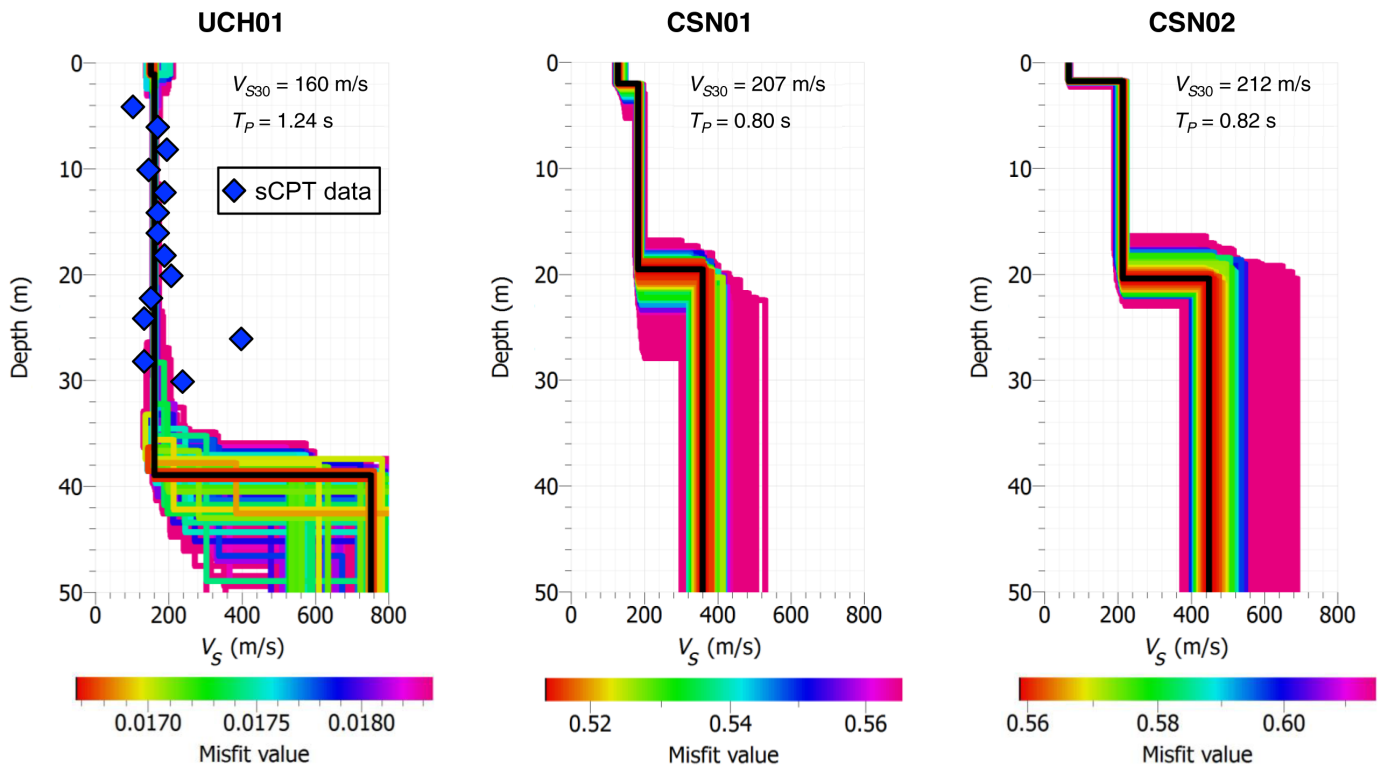 UCH01
CSN01
CSN02
V_S30 = 160 m/s
T_P = 1.24 s
sCPT data
V_S30 = 207 m/s
T_P = 0.80 s
V_S30 = 212 m/s
T_P = 0.82 s
0
10
20
30
40
50
Depth (m)
0 200 400 600 800
V_S (m/s)
0
10
20
30
40
50
Depth (m)
0 200 400 600 800
V_S (m/s)
0
10
20
30
40
50
Depth (m)
0 200 400 600 800
V_S (m/s)
0.0170 0.0175 0.0180
Misfit value
0.52 0.54 0.56
Misfit value
0.56 0.58 0.60
Misfit value